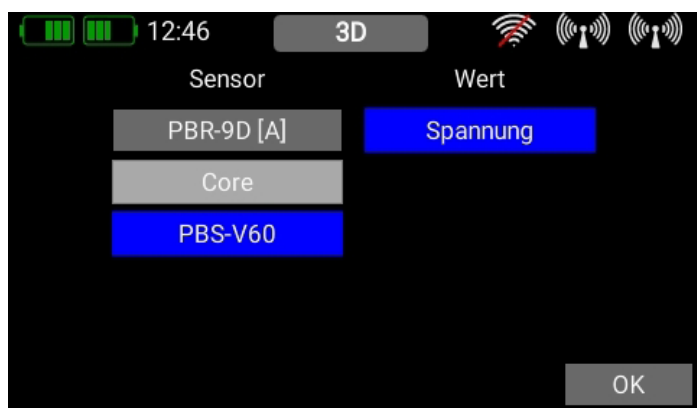 12:46 3D
Sensor Wert
PBR-9D [A] Spannung
Core
PBS-V60
OK